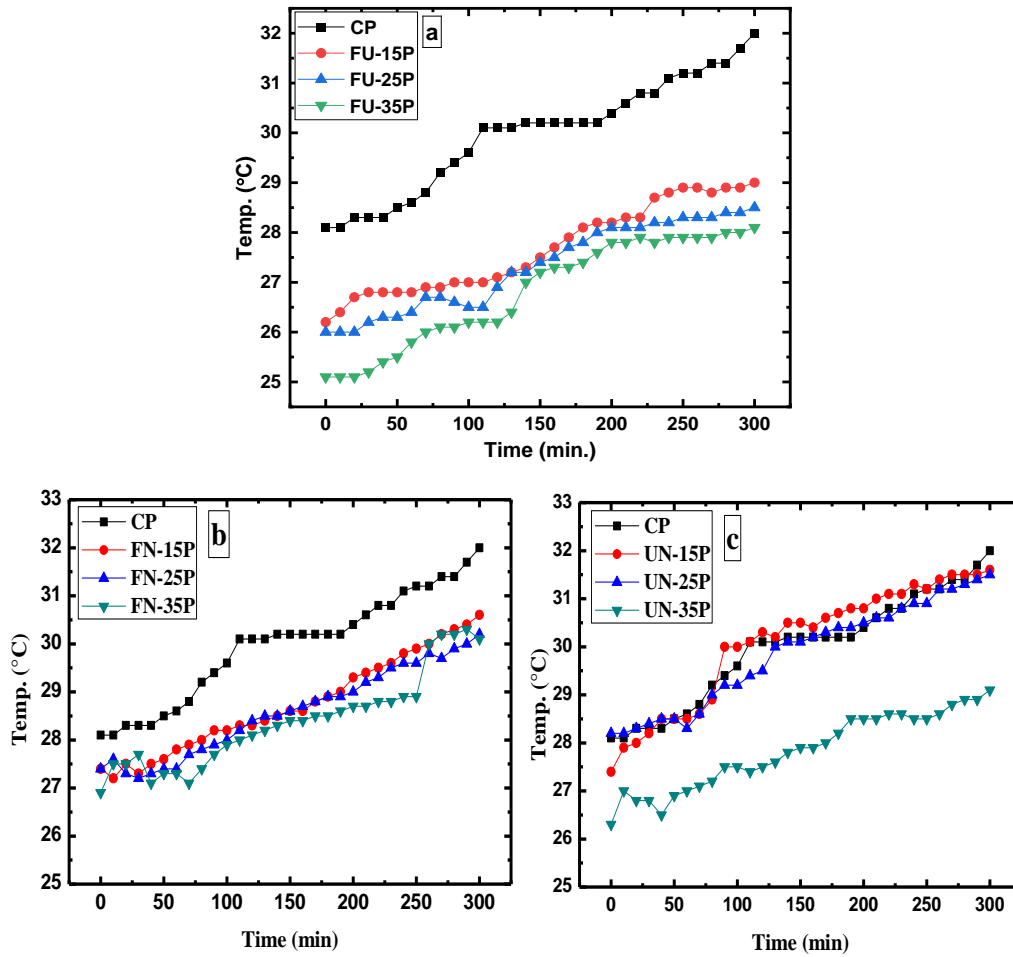 CP
FU-15P
FU-25P
FU-35P
a
32
31
30
29
28
27
26
25
Temp. (°C)
0 50 100 150 200 250 300
Time (min.)
33
32
31
30
29
28
27
26
25
CP
FN-15P
FN-25P
FN-35P
b
Temp. (°C)
0 50 100 150 200 250 300
Time (min)
33
32
31
30
29
28
27
26
25
CP
UN-15P
UN-25P
UN-35P
c
Temp. (°C)
0 50 100 150 200 250 300
Time (min)